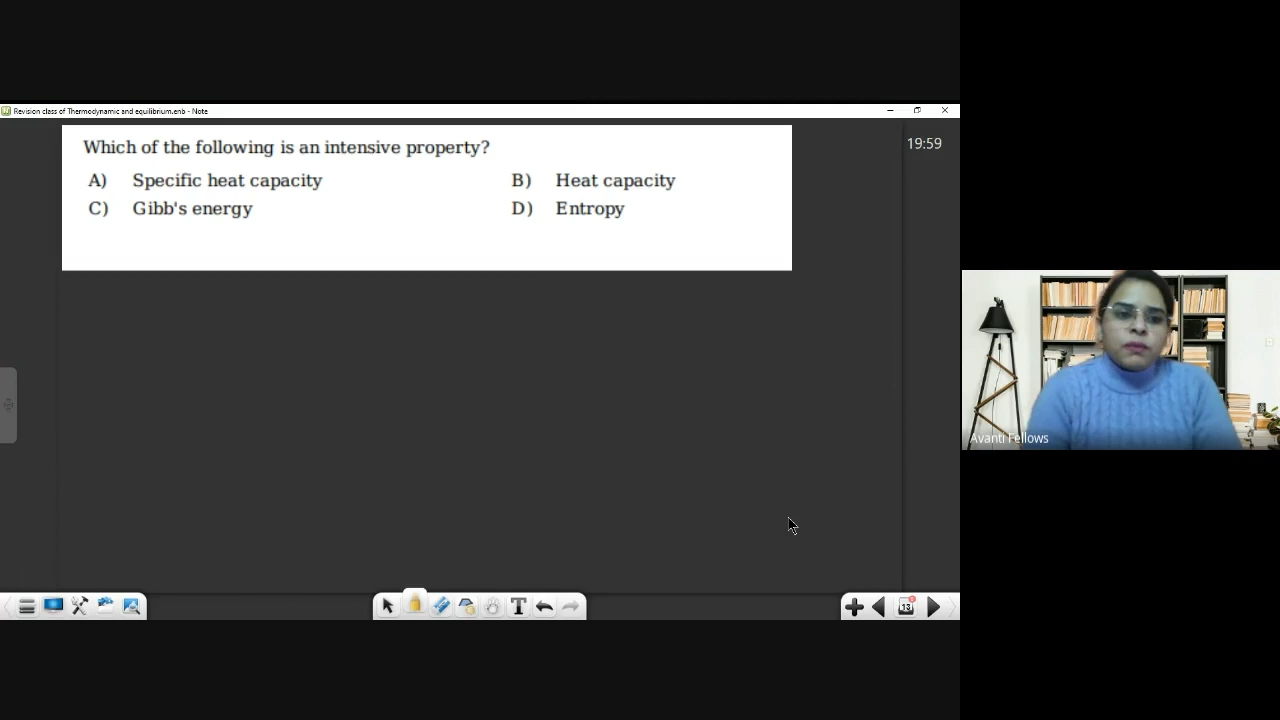 Revision class of Thermodynamic and equilibrium.enb - Note
Which of the following is an intensive property?
A) Specific heat capacity B) Heat capacity
C) Gibb's energy D) Entropy
19:59
Avanti Fellows
T
13